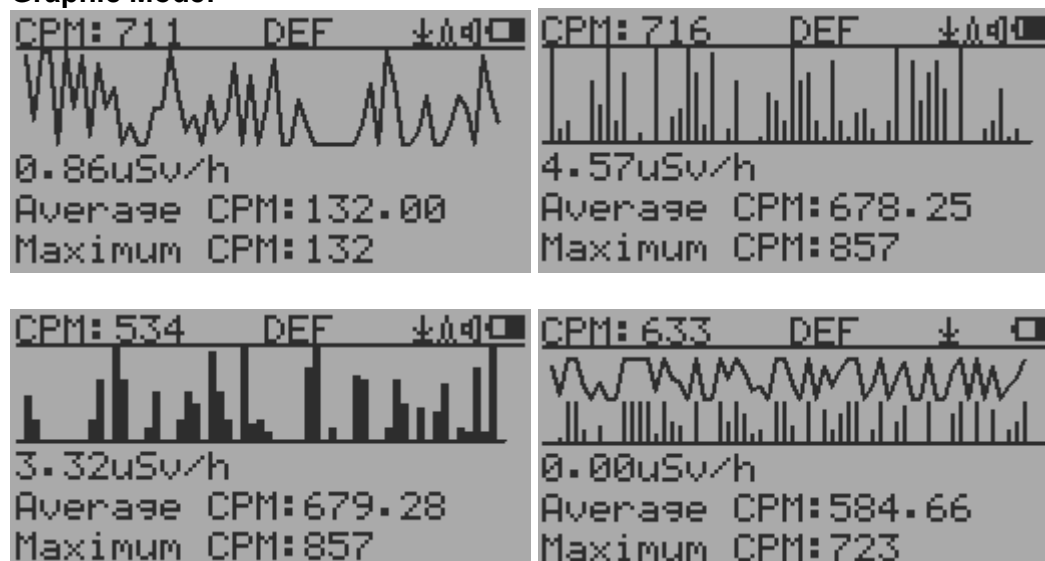 CPM: 711 DEF
0.86uSv/h
Average CPM:132.00
Maximum CPM:132
CPM: 716 DEF
4.57uSv/h
Average CPM:678.25
Maximum CPM:857
CPM: 534 DEF
3.32uSv/h
Average CPM:679.28
Maximum CPM:857
CPM: 633 DEF
0.00uSv/h
Average CPM:584.66
Maximum CPM:723